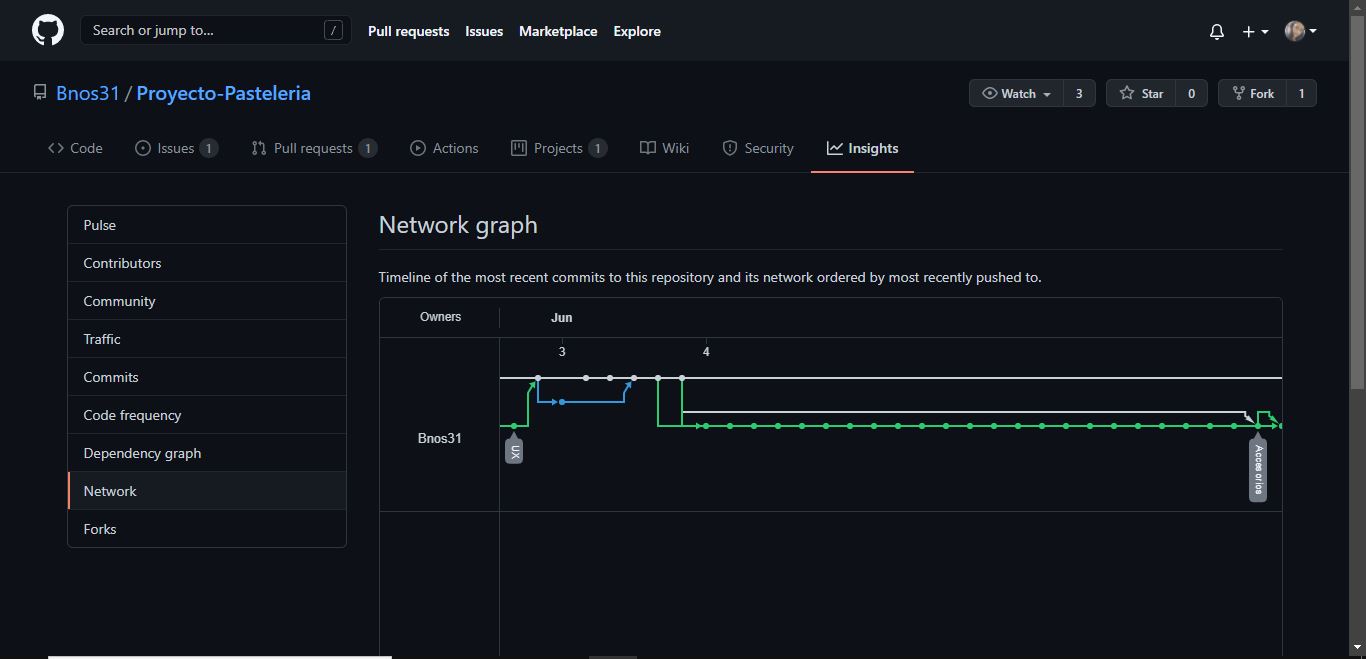 Search or jump to... /
Pull requests Issues Marketplace Explore
Bnos31 / Proyecto-Pasteleria
Watch 3 Star 0 Fork 1
Code Issues 1 Pull requests 1 Actions Projects 1 Wiki Security Insights
Pulse
Contributors
Community
Traffic
Commits
Code frequency
Dependency graph
Network
Forks
Network graph
Timeline of the most recent commits to this repository and its network ordered by most recently pushed to.
Owners Jun
3 4
Bnos31
UX
Accesorios